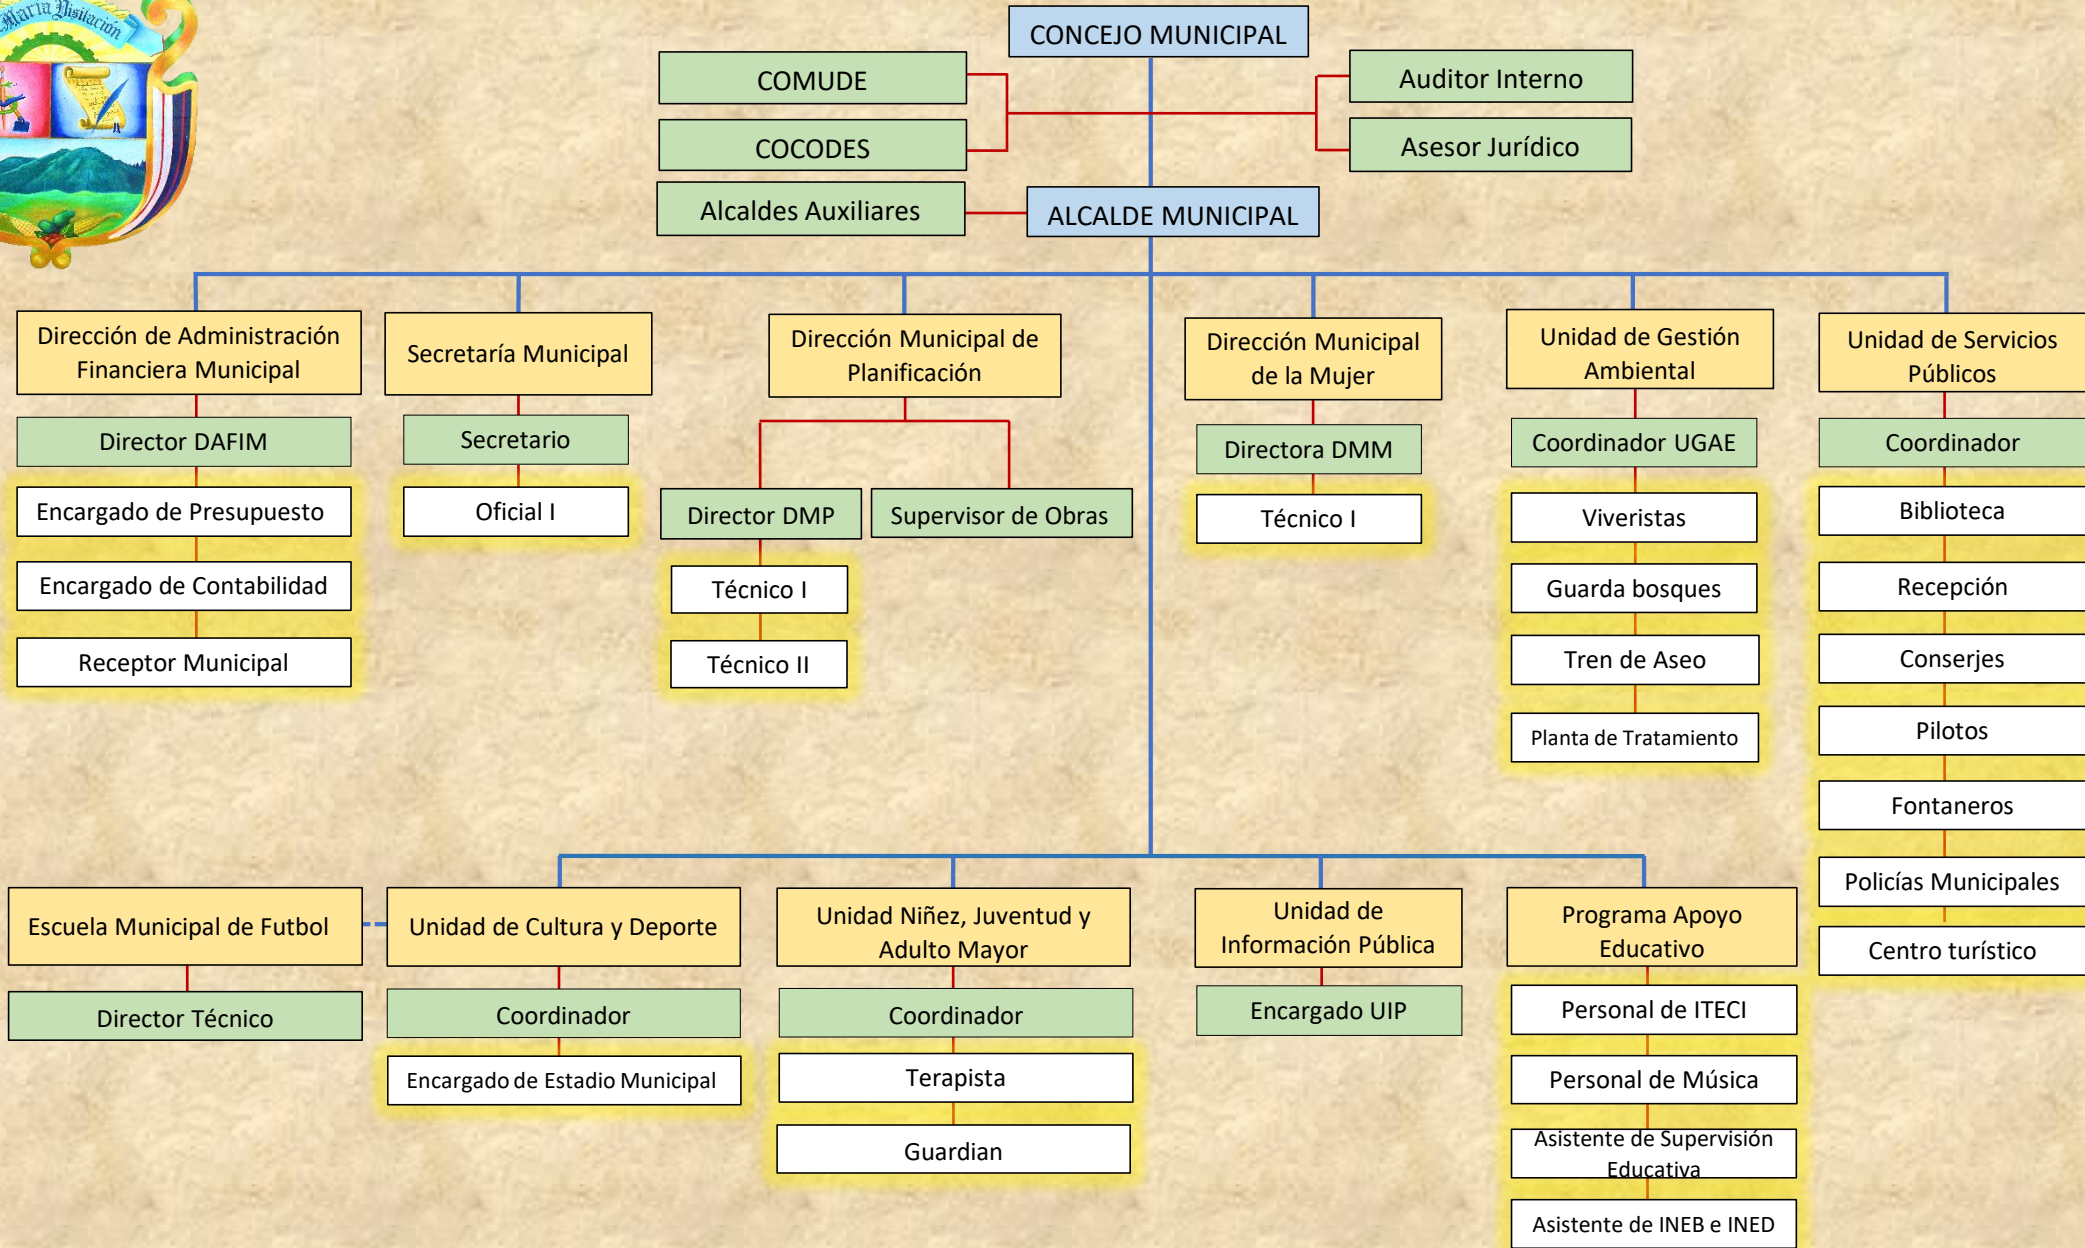 María Visitación
CONCEJO MUNICIPAL
COMUDE
Auditor Interno
COCODES
Asesor Jurídico
Alcaldes Auxiliares
ALCALDE MUNICIPAL
Dirección de Administración
Financiera Municipal
Director DAFIM
Encargado de Presupuesto
Encargado de Contabilidad
Receptor Municipal
Secretaría Municipal
Secretario
Oficial I
Dirección Municipal de
Planificación
Director DMP
Supervisor de Obras
Técnico I
Técnico II
Dirección Municipal
de la Mujer
Directora DMM
Técnico I
Unidad de Gestión
Ambiental
Coordinador UGAE
Viveristas
Guarda bosques
Tren de Aseo
Planta de Tratamiento
Unidad de Servicios
Públicos
Coordinador
Biblioteca
Recepción
Conserjes
Pilotos
Fontaneros
Policías Municipales
Centro turístico
Escuela Municipal de Futbol
Director Técnico
Unidad de Cultura y Deporte
Coordinador
Encargado de Estadio Municipal
Unidad Niñez, Juventud y
Adulto Mayor
Coordinador
Terapista
Guardian
Unidad de
Información Pública
Encargado UIP
Programa Apoyo
Educativo
Personal de ITECI
Personal de Música
Asistente de Supervisión
Educativa
Asistente de INEB e INED